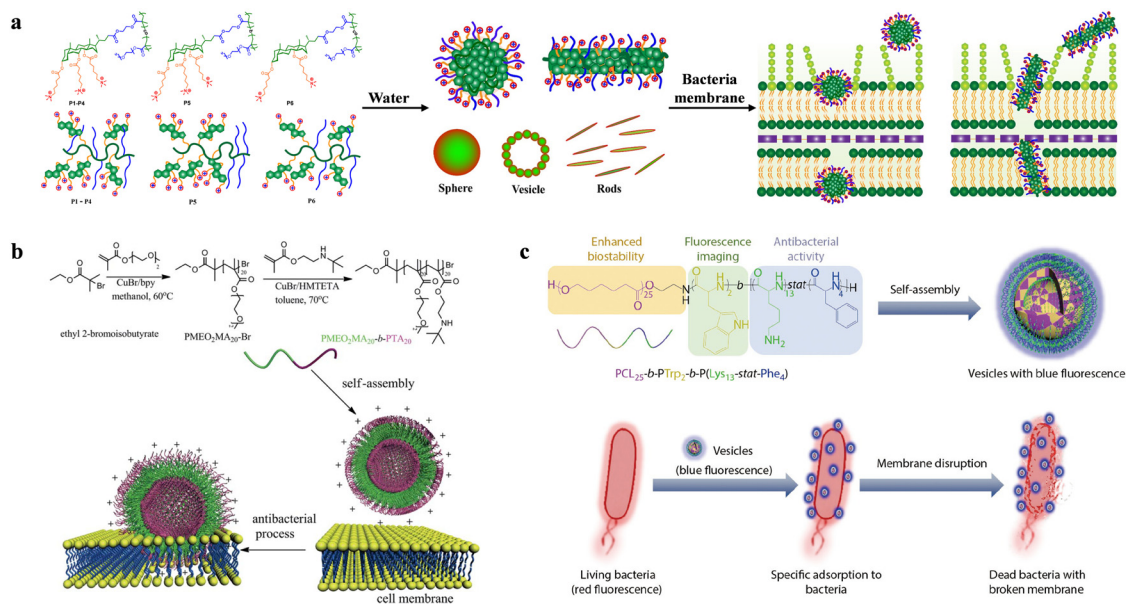 a
P1-P4
P5
P6
P1 - P4
P5
P6
Water
Sphere
Vesicle
Rods
Bacteria
membrane
b
CuBr/bpy
methanol, 60°C
CuBr/HMTETA
toluene, 70°C
ethyl 2-bromoisobutyrate
PMEO₂MA₂₀-Br
PMEO₂MA₂₀-b-PTA₂₀
self-assembly
antibacterial
process
cell membrane
c
Enhanced
biostability
Fluorescence
imaging
Antibacterial
activity
PCL₂₅-b-PTrp₂-b-P(Lys₁₃-stat-Phe₄)
Self-assembly
Vesicles with blue fluorescence
Vesicles
(blue fluorescence)
Membrane disruption
Living bacteria
(red fluorescence)
Specific adsorption to
bacteria
Dead bacteria with
broken membrane